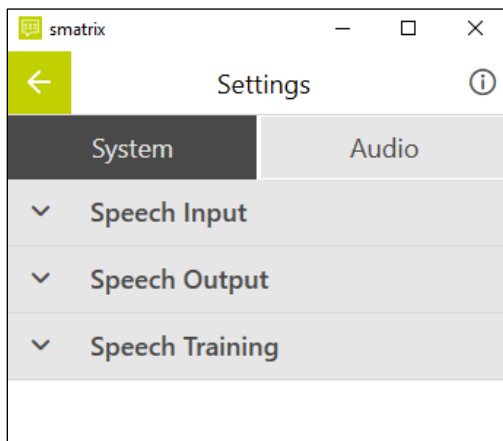 smatrix
Settings
System Audio
Speech Input
Speech Output
Speech Training